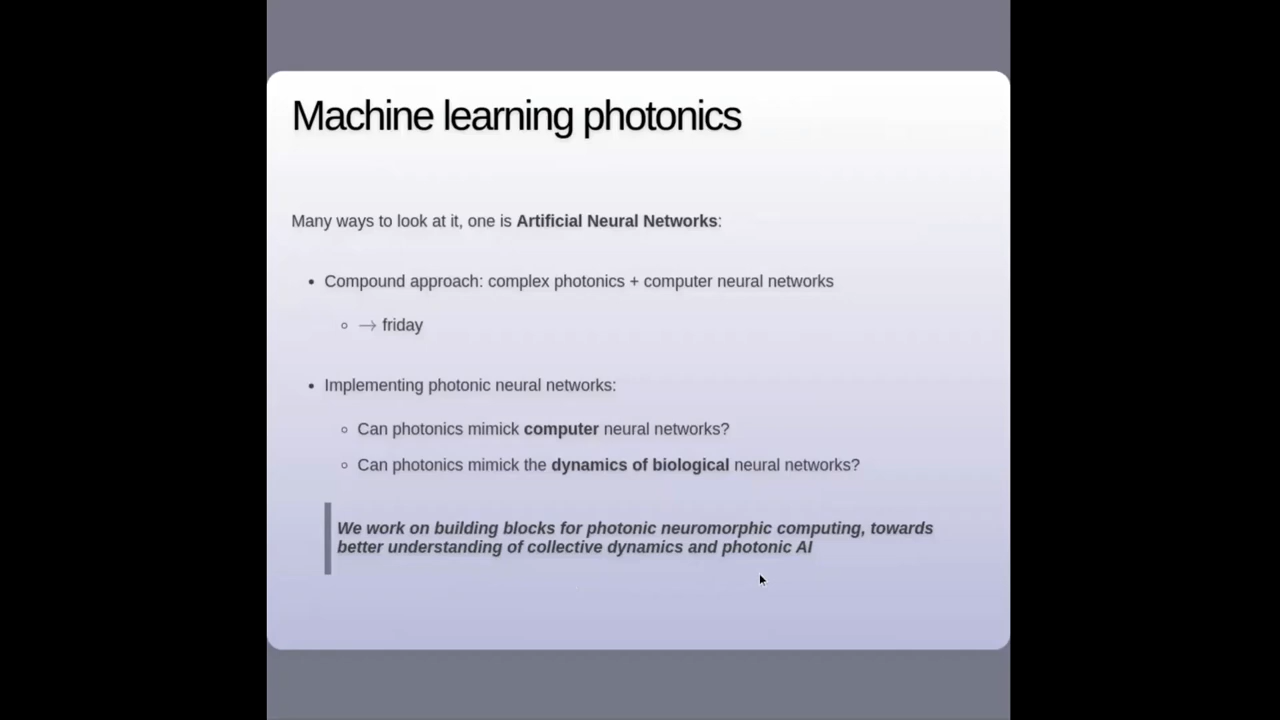 Machine learning photonics
Many ways to look at it, one is Artificial Neural Networks:
• Compound approach: complex photonics + computer neural networks
◦ → friday
• Implementing photonic neural networks:
◦ Can photonics mimick computer neural networks?
◦ Can photonics mimick the dynamics of biological neural networks?
We work on building blocks for photonic neuromorphic computing, towards
better understanding of collective dynamics and photonic AI